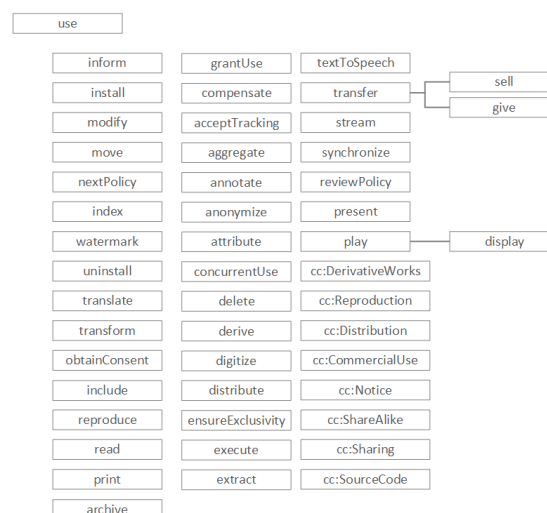 use
inform
install
modify
move
nextPolicy
index
watermark
uninstall
translate
transform
obtainConsent
include
reproduce
read
print
archive
grantUse
compensate
acceptTracking
aggregate
annotate
anonymize
attribute
concurrentUse
delete
derive
digitize
distribute
ensureExclusivity
execute
extract
textToSpeech
transfer
stream
synchronize
reviewPolicy
present
play
cc:DerivativeWorks
cc:Reproduction
cc:Distribution
cc:CommercialUse
cc:Notice
cc:ShareAlike
cc:Sharing
cc:SourceCode
sell
give
display